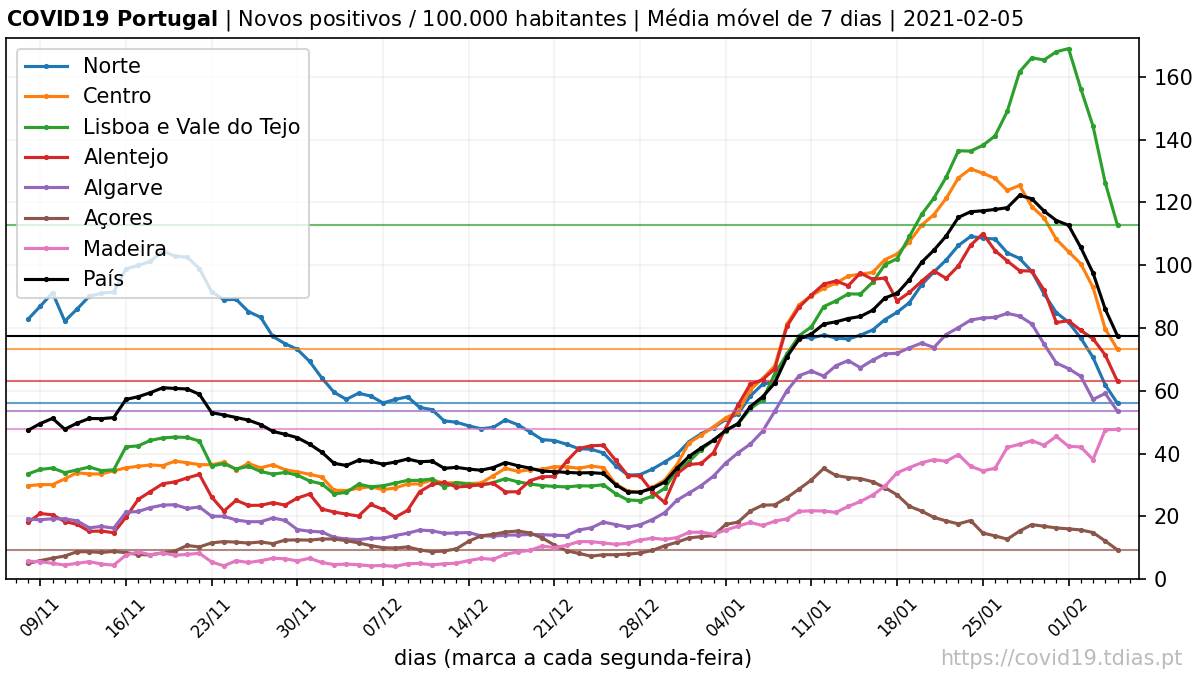 COVID19 Portugal | Novos positivos / 100.000 habitantes | Média móvel de 7 dias | 2021-02-05
Norte
Centro
Lisboa e Vale do Tejo
Alentejo
Algarve
Açores
Madeira
País
160
140
120
100
80
60
40
20
0
09/11
16/11
23/11
30/11
07/12
14/12
21/12
28/12
04/01
11/01
18/01
25/01
01/02
dias (marca a cada segunda-feira)
https://covid19.tdias.pt